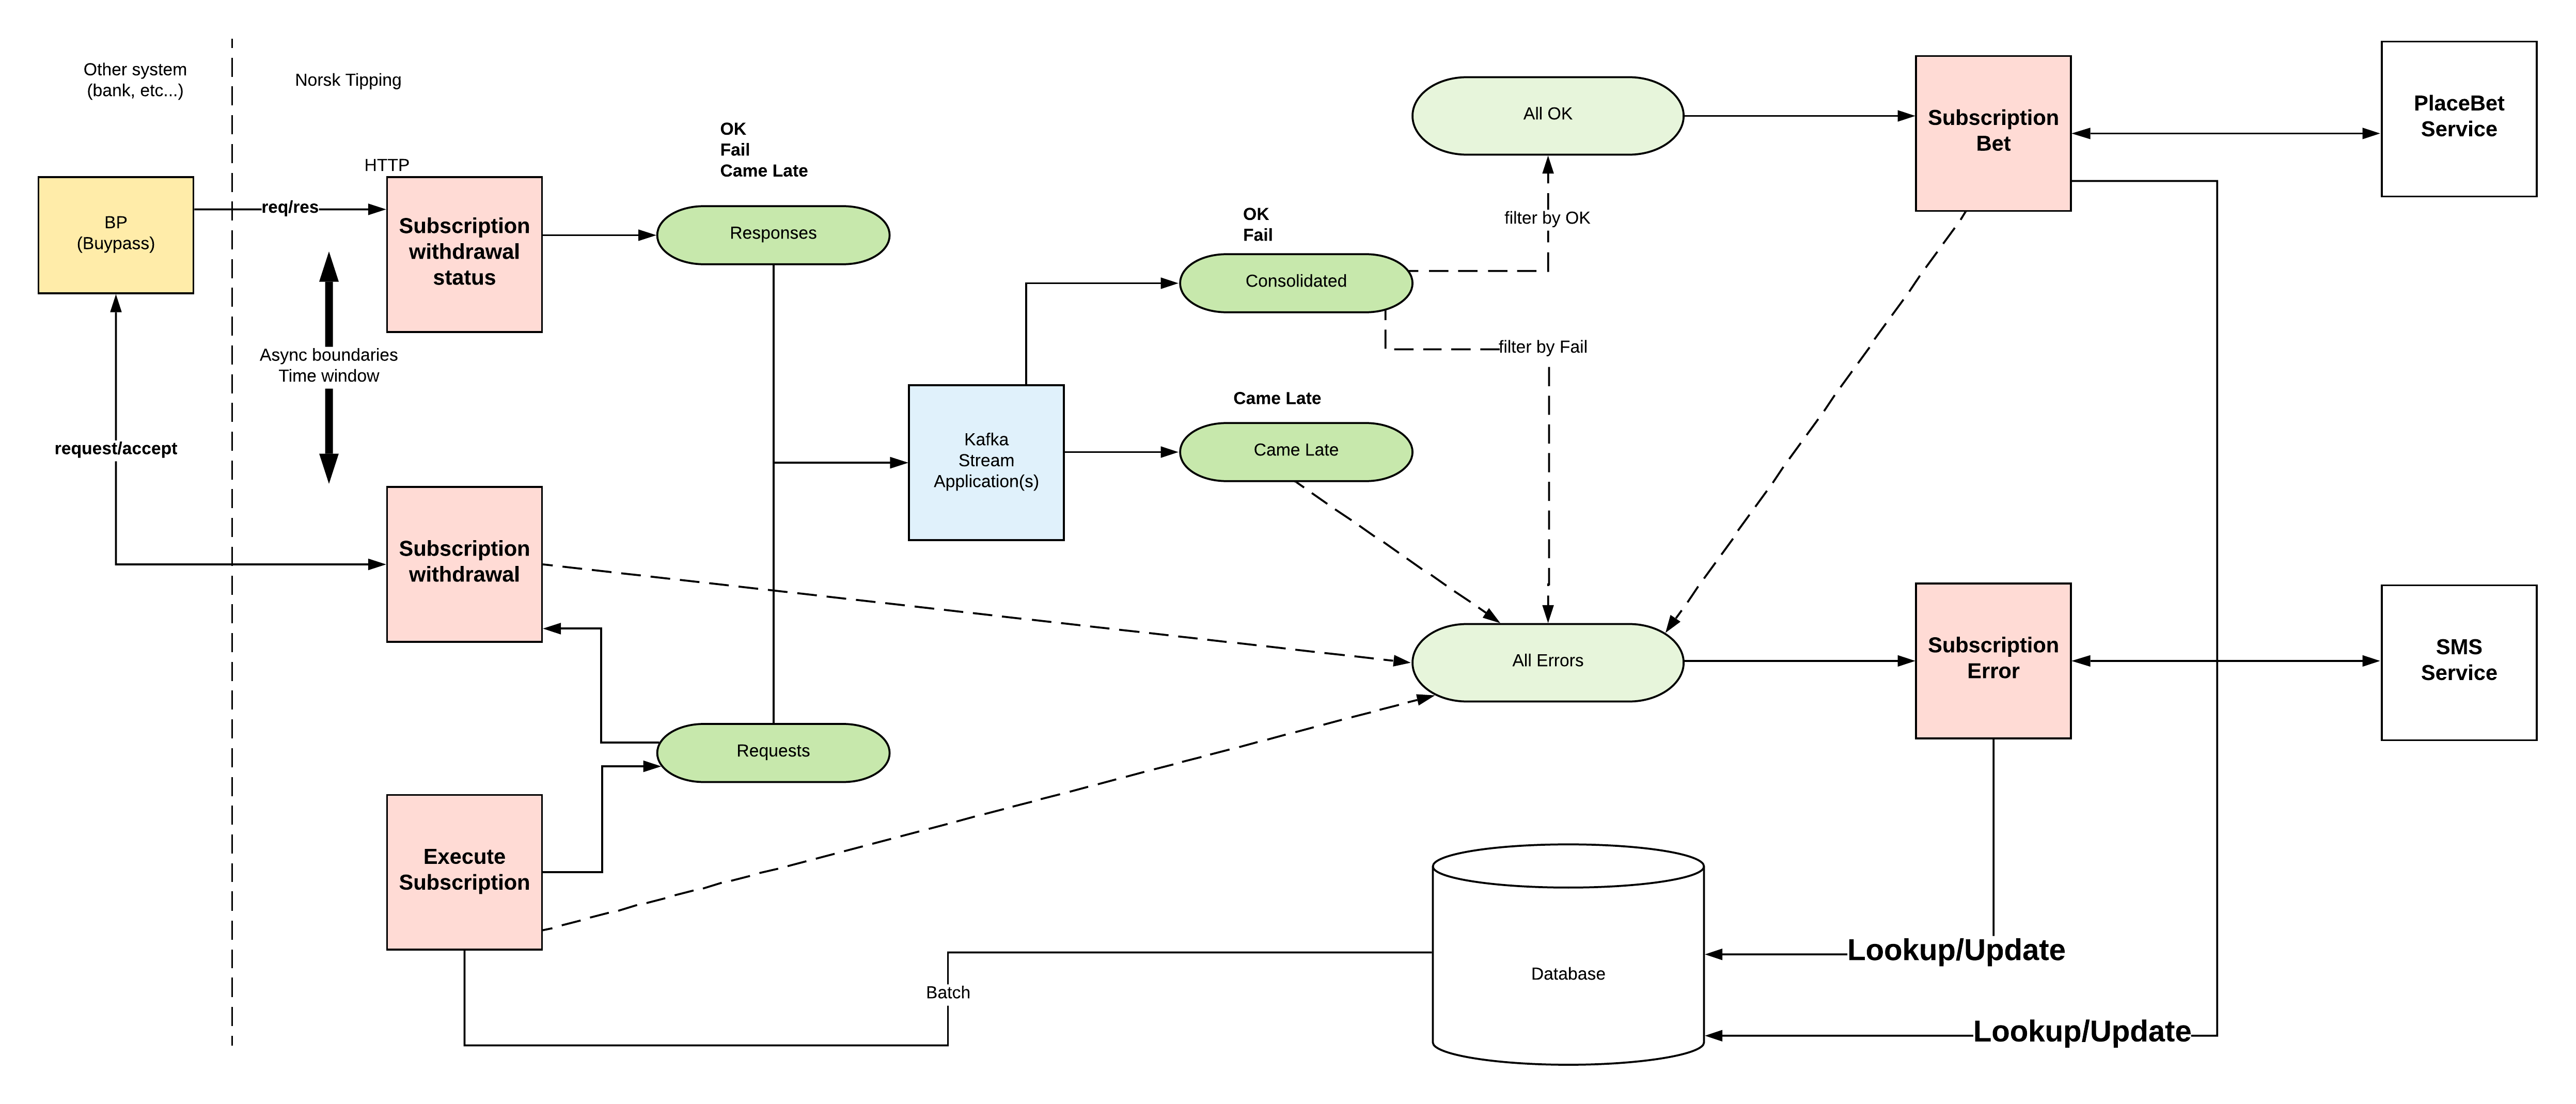 Other system
(bank, etc...)
Norsk Tipping
HTTP
BP
(Buypass)
req/res
Subscription
withdrawal
status
OK
Fail
Came Late
Responses
Async boundaries
Time window
request/accept
Subscription
withdrawal
Requests
Execute
Subscription
Kafka
Stream
Application(s)
OK
Fail
Consolidated
Came Late
Came Late
All OK
filter by OK
filter by Fail
All Errors
Subscription
Bet
PlaceBet
Service
Subscription
Error
SMS
Service
Database
Batch
Lookup/Update
Lookup/Update